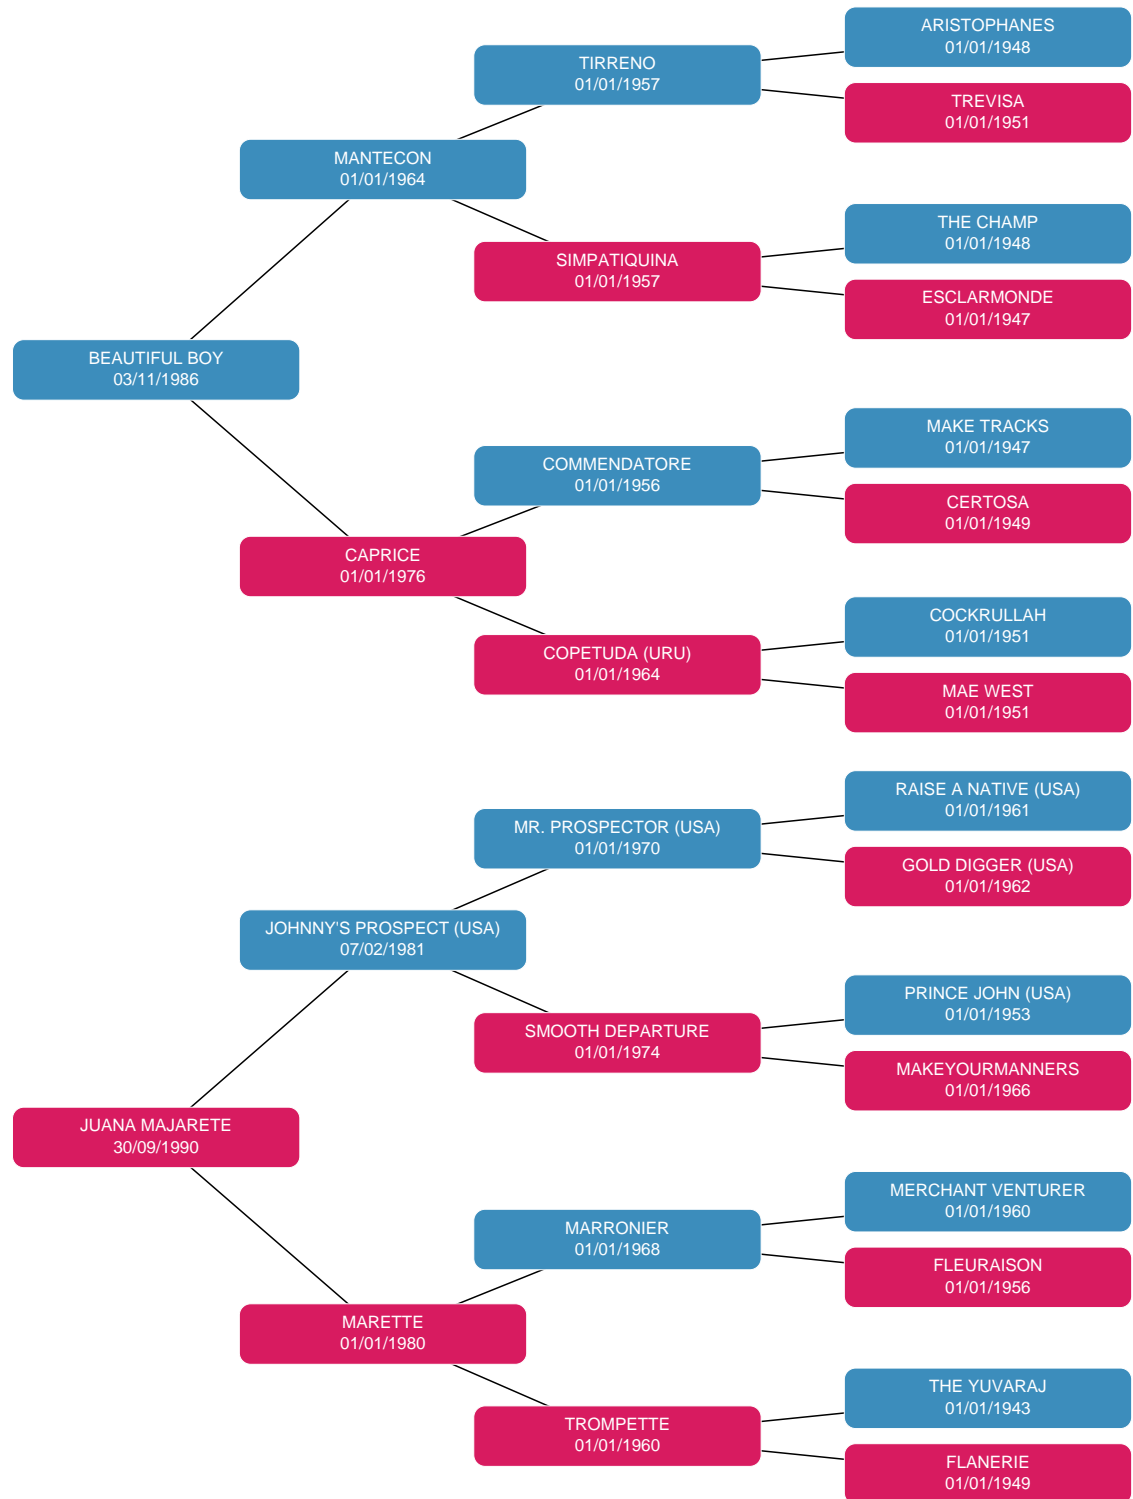 ARISTOPHANES
01/01/1948
TIRRENO
01/01/1957
TREVISA
01/01/1951
MANTECON
01/01/1964
THE CHAMP
01/01/1948
SIMPATIQUINA
01/01/1957
ESCLARMONDE
01/01/1947
BEAUTIFUL BOY
03/11/1986
MAKE TRACKS
01/01/1947
COMMENDATORE
01/01/1956
CERTOSA
01/01/1949
CAPRICE
01/01/1976
COCKRULLAH
01/01/1951
COPETUDA (URU)
01/01/1964
MAE WEST
01/01/1951
RAISE A NATIVE (USA)
01/01/1961
MR. PROSPECTOR (USA)
01/01/1970
GOLD DIGGER (USA)
01/01/1962
JOHNNY'S PROSPECT (USA)
07/02/1981
PRINCE JOHN (USA)
01/01/1953
SMOOTH DEPARTURE
01/01/1974
MAKEYOURMANNERS
01/01/1966
JUANA MAJARETE
30/09/1990
MERCHANT VENTURER
01/01/1960
MARRONIER
01/01/1968
FLEURAISON
01/01/1956
MARETTE
01/01/1980
THE YUVARAJ
01/01/1943
TROMPETTE
01/01/1960
FLANERIE
01/01/1949